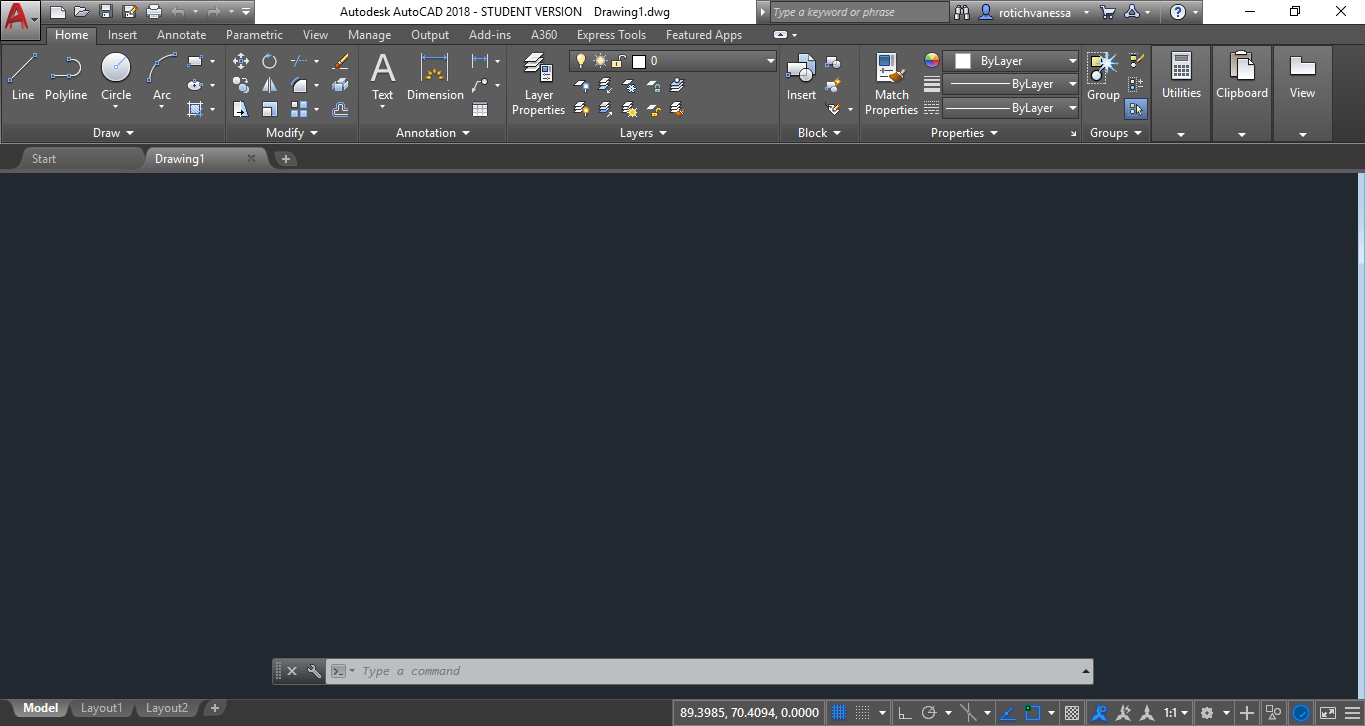 Autodesk AutoCAD 2018 - STUDENT VERSION Drawing1.dwg
Type a keyword or phrase
rotichvanessa
Home Insert Annotate Parametric View Manage Output Add-ins A360 Express Tools Featured Apps
0
ByLayer
ByLayer
ByLayer
Line Polyline Circle Arc
Text Dimension
Layer Properties
Insert
Match Properties
Group
Utilities Clipboard View
Draw Modify Annotation Layers Block Properties Groups
Start Drawing1
Type a command
Model Layout1 Layout2
89.3985, 70.4094, 0.0000
1:1